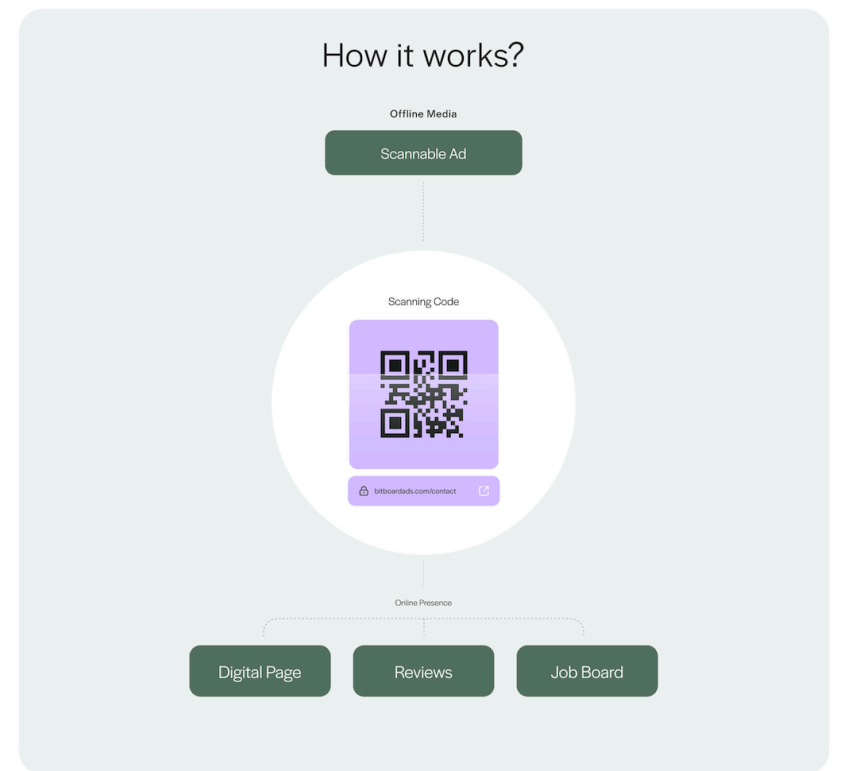 How it works?
Offline Media
Scannable Ad
Scanning Code
bitboardads.com/contact
Online Presence
Digital Page
Reviews
Job Board